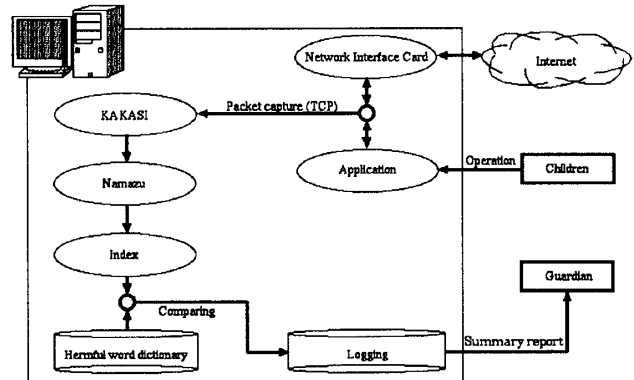 Network Interface Card
Internet
Packet capture (TCP)
KAKASI
Application
Operation
Children
Namazu
Index
Guardian
Comparing
Hermful word dictionary
Logging
Summary report